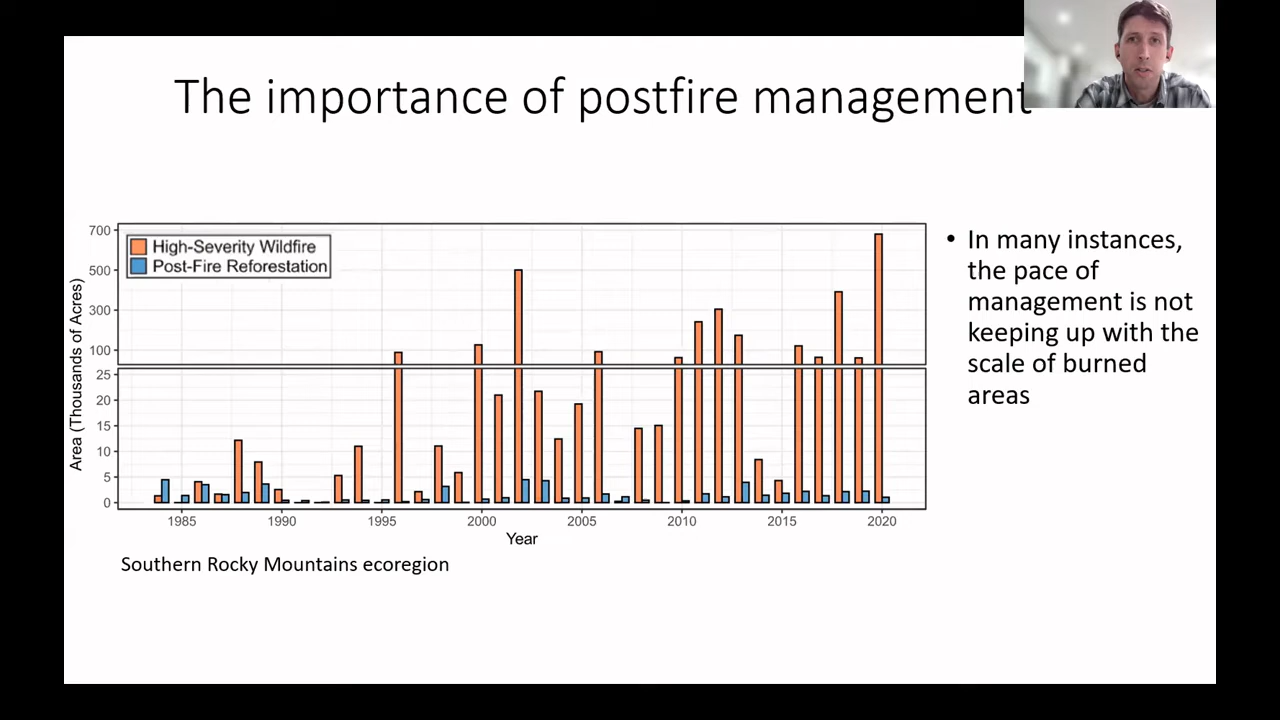 The importance of postfire management
700
500
300
100
25
20
15
10
5
0
High-Severity Wildfire
Post-Fire Reforestation
Area (Thousands of Acres)
1985
1990
1995
2000
2005
2010
2015
2020
Year
Southern Rocky Mountains ecoregion
• In many instances,
the pace of
management is not
keeping up with the
scale of burned
areas